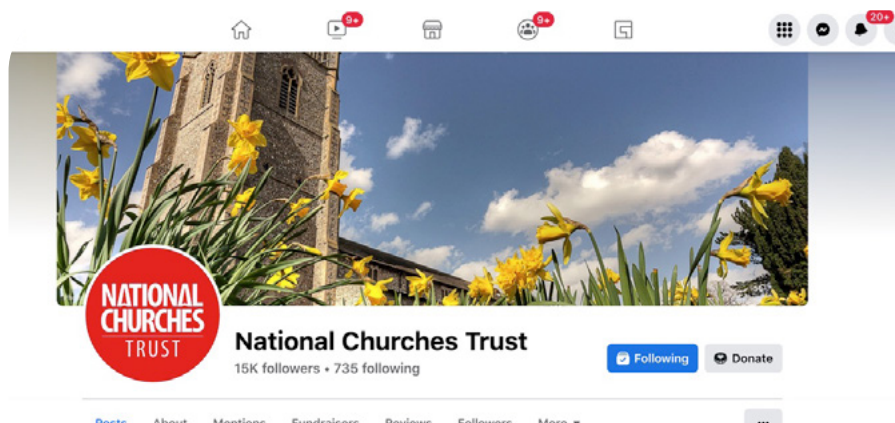 9+
9+
20+
NATIONAL
CHURCHES
TRUST
National Churches Trust
15K followers • 735 following
Following
Donate
Posts About Mentions Fundraisers Reviews Followers More